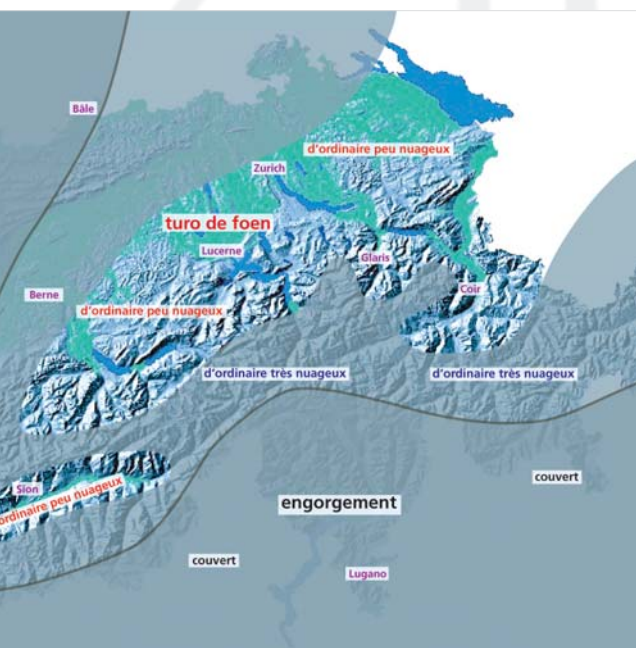 Bâle
d'ordinaire peu nuageux
Zurich
turo de foen
Lucerne
Glaris
Coir
Berne
d'ordinaire peu nuageux
d'ordinaire très nuageux
d'ordinaire très nuageux
couvert
Sion
ordinaire peu nuageux
engorgement
couvert
Lugano